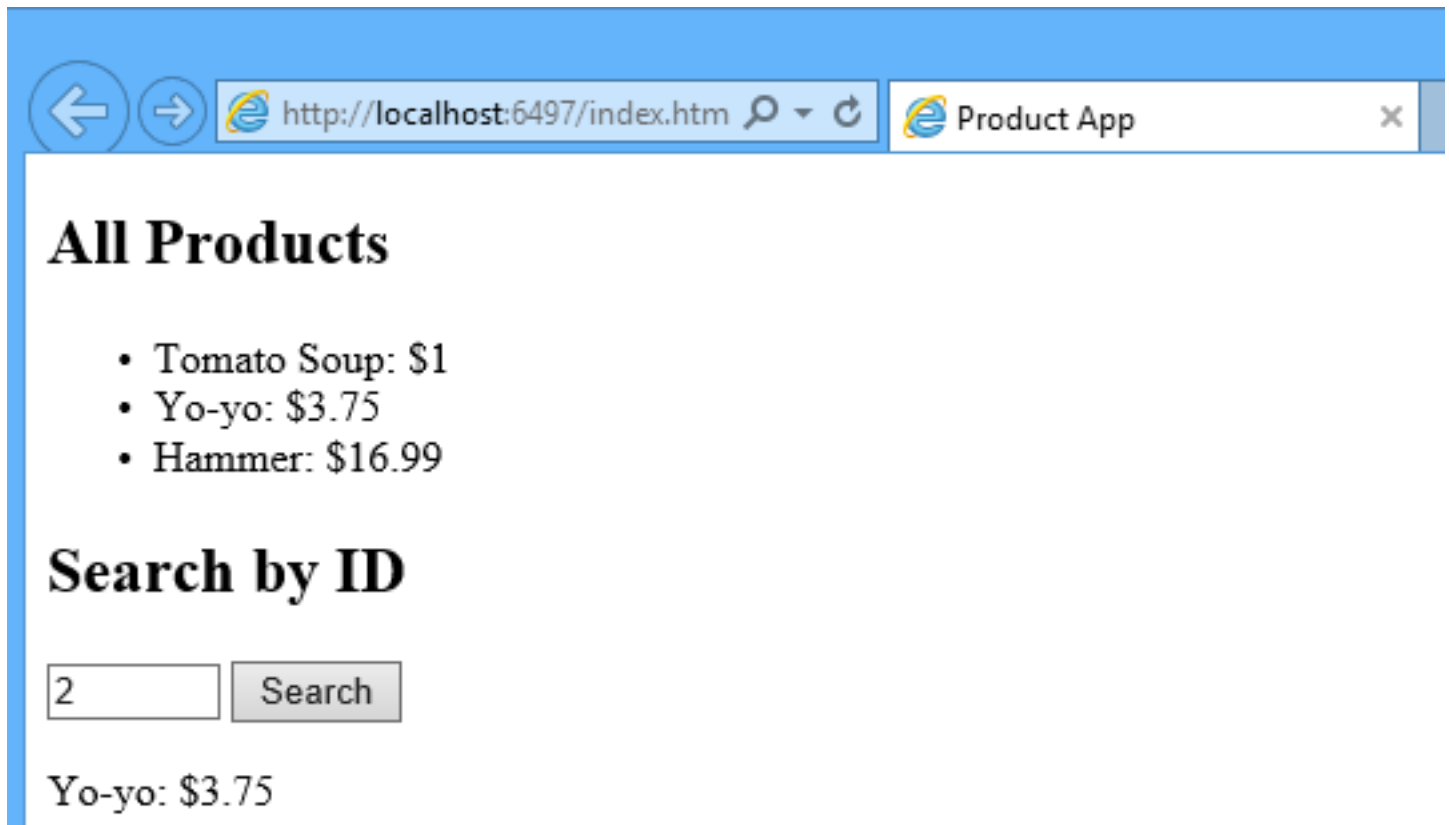 http://localhost:6497/index.htm
Product App
All Products
• Tomato Soup: $1
• Yo-yo: $3.75
• Hammer: $16.99
Search by ID
2 Search
Yo-yo: $3.75